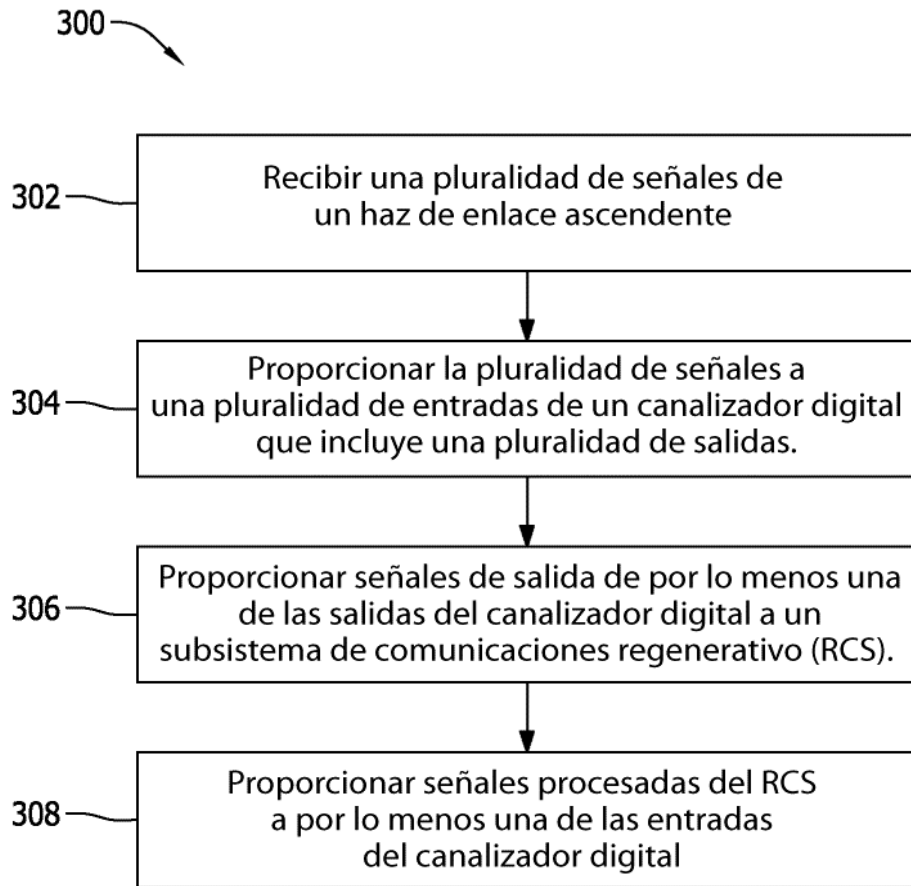 300
302
Recibir una pluralidad de señales de
un haz de enlace ascendente
304
Proporcionar la pluralidad de señales a
una pluralidad de entradas de un canalizador digital
que incluye una pluralidad de salidas.
306
Proporcionar señales de salida de por lo menos una
de las salidas del canalizador digital a un
subsistema de comunicaciones regenerativo (RCS).
308
Proporcionar señales procesadas del RCS
a por lo menos una de las entradas
del canalizador digital